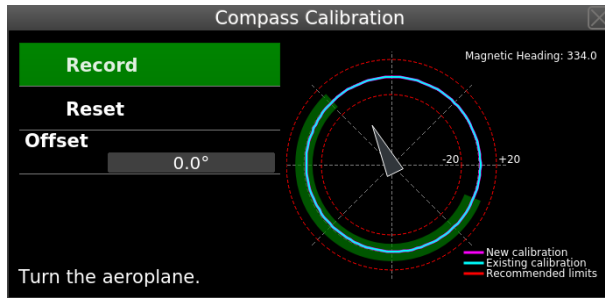 Compass Calibration
Record
Magnetic Heading: 334.0
Reset
Offset
0.0°
-20
+20
New calibration
Existing calibration
Recommended limits
Turn the aeroplane.